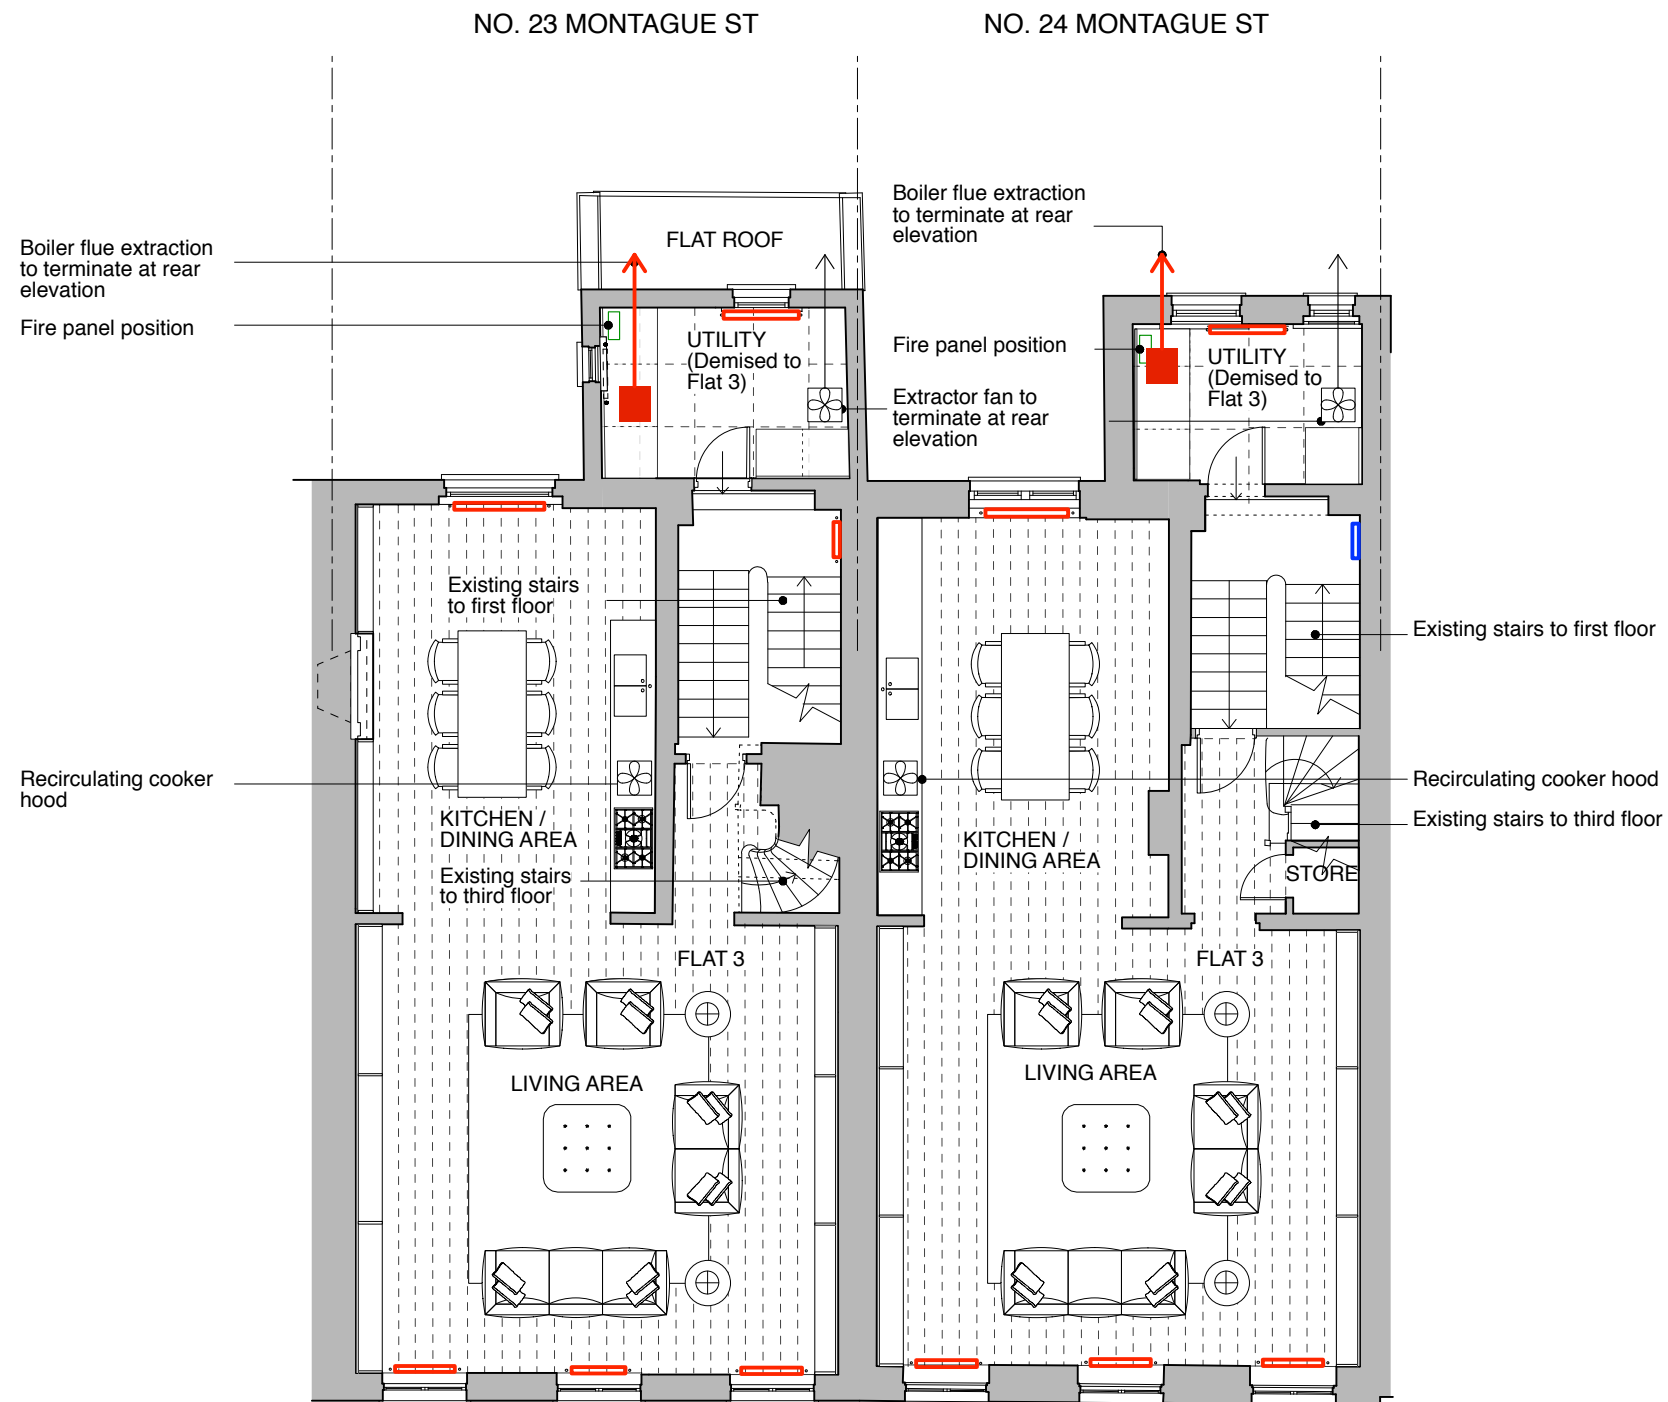 NO. 23 MONTAGUE ST
NO. 24 MONTAGUE ST
Boiler flue extraction
to terminate at rear
elevation
Fire panel position
FLAT ROOF
UTILITY
(Demised to
Flat 3)
Boiler flue extraction
to terminate at rear
elevation
Fire panel position
Extractor fan to
terminate at rear
elevation
UTILITY
(Demised to
Flat 3)
Existing stairs
to first floor
Existing stairs to first floor
Recirculating cooker
hood
KITCHEN /
DINING AREA
Existing stairs
to third floor
KITCHEN /
DINING AREA
Recirculating cooker hood
Existing stairs to third floor
STORE
FLAT 3
FLAT 3
LIVING AREA
LIVING AREA